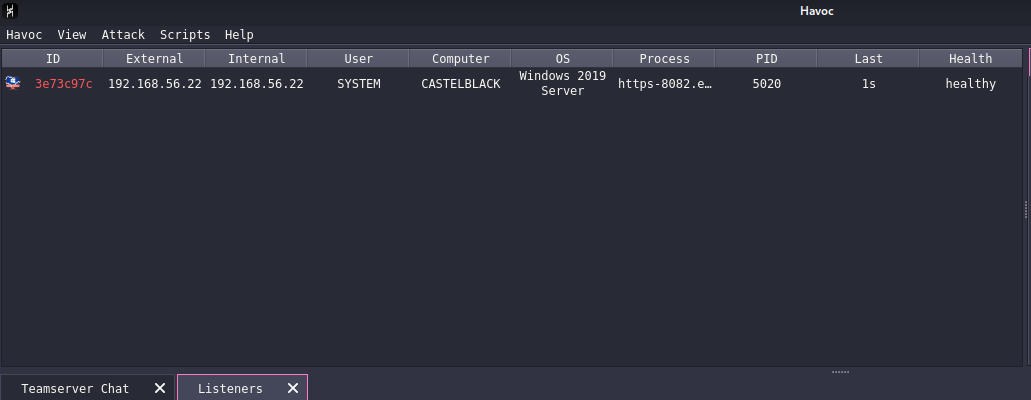 Havoc
Havoc View Attack Scripts Help
ID External Internal User Computer OS Process PID Last Health
3e73c97c 192.168.56.22 192.168.56.22 SYSTEM CASTELBLACK Windows 2019 Server https-8082.e… 5020 1s healthy
Teamserver Chat Listeners